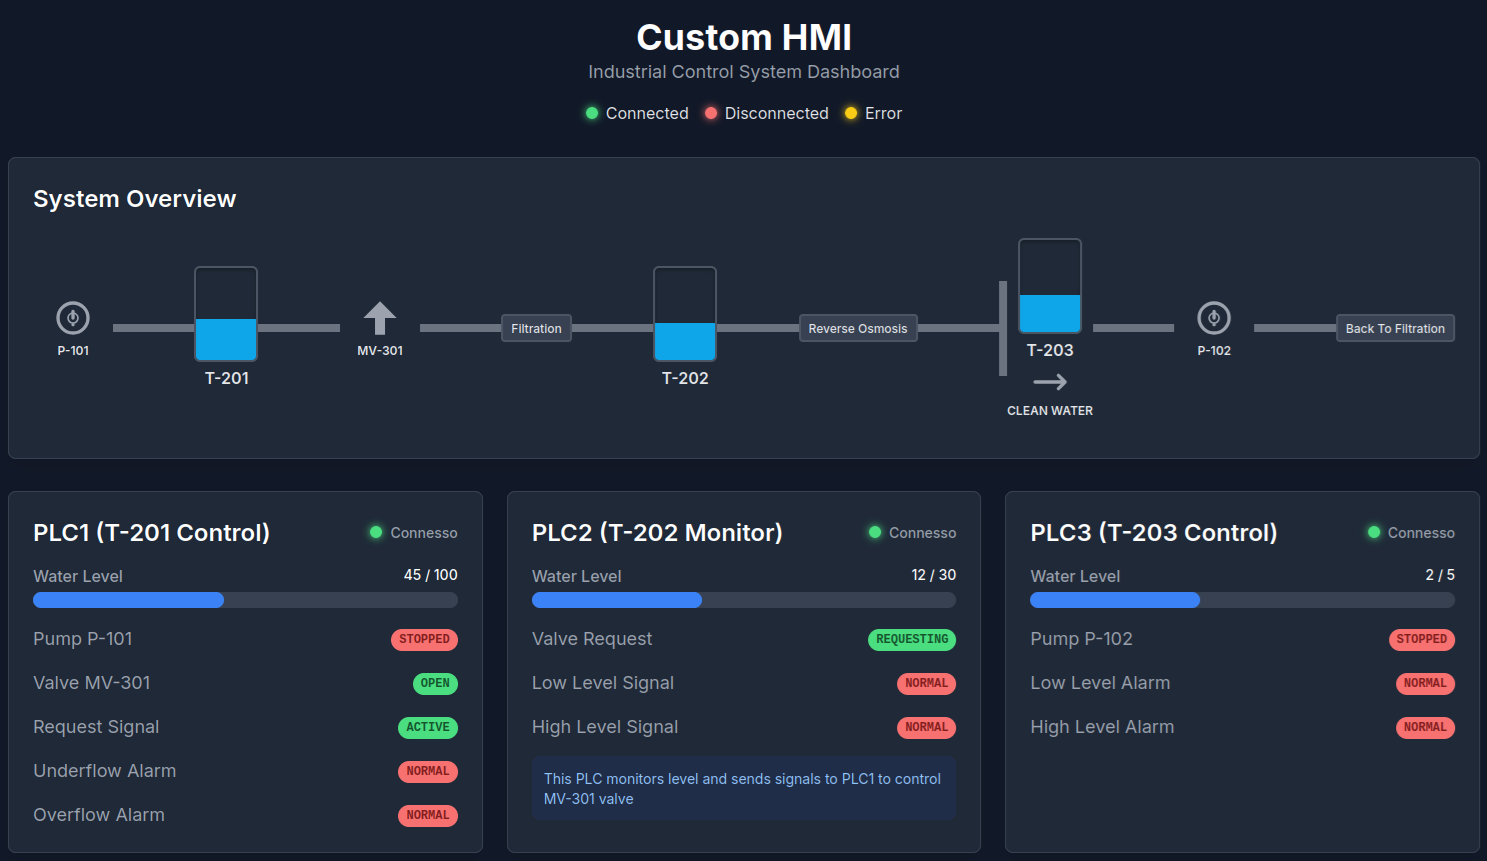 Custom HMI
Industrial Control System Dashboard
Connected Disconnected Error
System Overview
P-101
T-201
MV-301
Filtration
T-202
Reverse Osmosis
T-203
CLEAN WATER
P-102
Back To Filtration
PLC1 (T-201 Control) Connesso
Water Level 45 / 100
Pump P-101 STOPPED
Valve MV-301 OPEN
Request Signal ACTIVE
Underflow Alarm NORMAL
Overflow Alarm NORMAL
PLC2 (T-202 Monitor) Connesso
Water Level 12 / 30
Valve Request REQUESTING
Low Level Signal NORMAL
High Level Signal NORMAL
This PLC monitors level and sends signals to PLC1 to control
MV-301 valve
PLC3 (T-203 Control) Connesso
Water Level 2 / 5
Pump P-102 STOPPED
Low Level Alarm NORMAL
High Level Alarm NORMAL